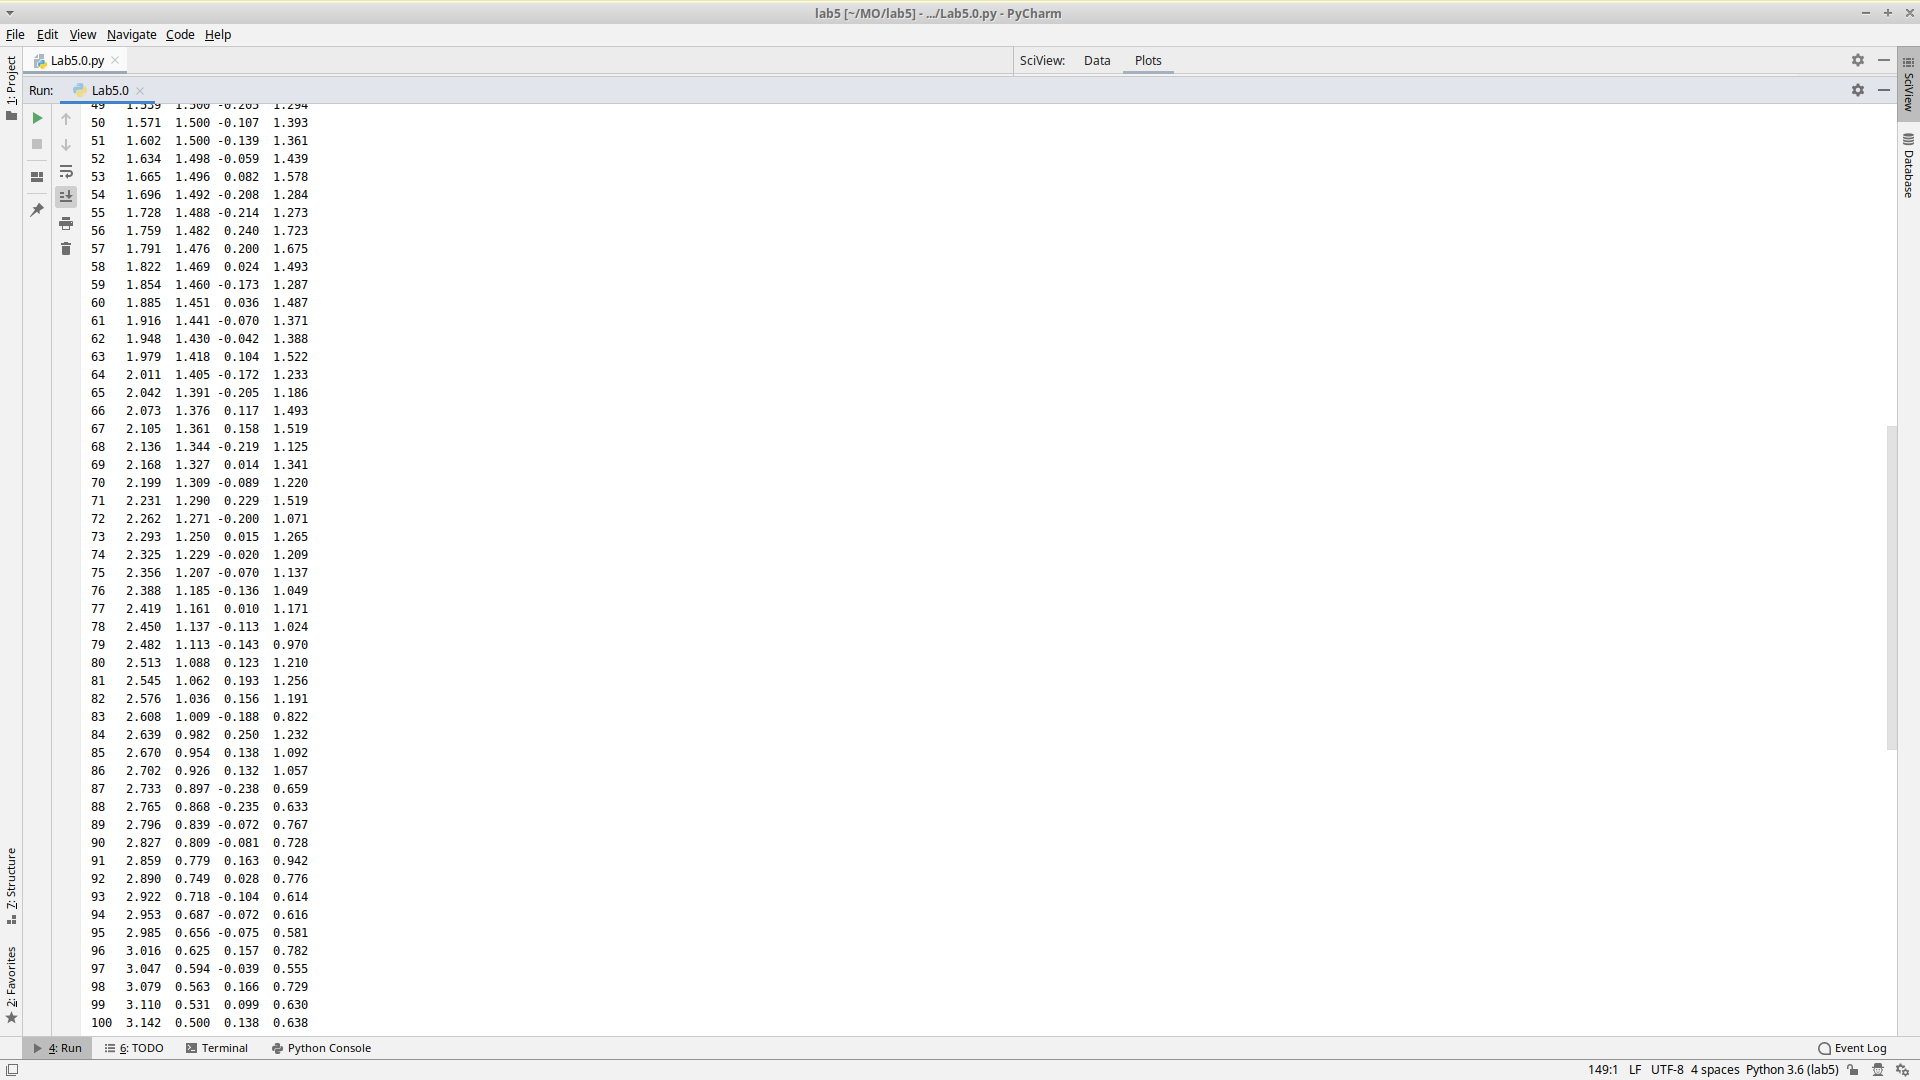 lab5 [~/MO/lab5] - .../Lab5.0.py - PyCharm
File Edit View Navigate Code Help
Lab5.0.py
SciView: Data Plots
Run: Lab5.0
1: Project
7: Structure
2: Favorites
SciView
Database
49 1.539 1.500 -0.205 1.294
50 1.571 1.500 -0.107 1.393
51 1.602 1.500 -0.139 1.361
52 1.634 1.498 -0.059 1.439
53 1.665 1.496 0.082 1.578
54 1.696 1.492 -0.208 1.284
55 1.728 1.488 -0.214 1.273
56 1.759 1.482 0.240 1.723
57 1.791 1.476 0.200 1.675
58 1.822 1.469 0.024 1.493
59 1.854 1.460 -0.173 1.287
60 1.885 1.451 0.036 1.487
61 1.916 1.441 -0.070 1.371
62 1.948 1.430 -0.042 1.388
63 1.979 1.418 0.104 1.522
64 2.011 1.405 -0.172 1.233
65 2.042 1.391 -0.205 1.186
66 2.073 1.376 0.117 1.493
67 2.105 1.361 0.158 1.519
68 2.136 1.344 -0.219 1.125
69 2.168 1.327 0.014 1.341
70 2.199 1.309 -0.089 1.220
71 2.231 1.290 0.229 1.519
72 2.262 1.271 -0.200 1.071
73 2.293 1.250 0.015 1.265
74 2.325 1.229 -0.020 1.209
75 2.356 1.207 -0.070 1.137
76 2.388 1.185 -0.136 1.049
77 2.419 1.161 0.010 1.171
78 2.450 1.137 -0.113 1.024
79 2.482 1.113 -0.143 0.970
80 2.513 1.088 0.123 1.210
81 2.545 1.062 0.193 1.256
82 2.576 1.036 0.156 1.191
83 2.608 1.009 -0.188 0.822
84 2.639 0.982 0.250 1.232
85 2.670 0.954 0.138 1.092
86 2.702 0.926 0.132 1.057
87 2.733 0.897 -0.238 0.659
88 2.765 0.868 -0.235 0.633
89 2.796 0.839 -0.072 0.767
90 2.827 0.809 -0.081 0.728
91 2.859 0.779 0.163 0.942
92 2.890 0.749 0.028 0.776
93 2.922 0.718 -0.104 0.614
94 2.953 0.687 -0.072 0.616
95 2.985 0.656 -0.075 0.581
96 3.016 0.625 0.157 0.782
97 3.047 0.594 -0.039 0.555
98 3.079 0.563 0.166 0.729
99 3.110 0.531 0.099 0.630
100 3.142 0.500 0.138 0.638
4: Run 6: TODO Terminal Python Console Event Log
149:1 LF UTF-8 4 spaces Python 3.6 (lab5)